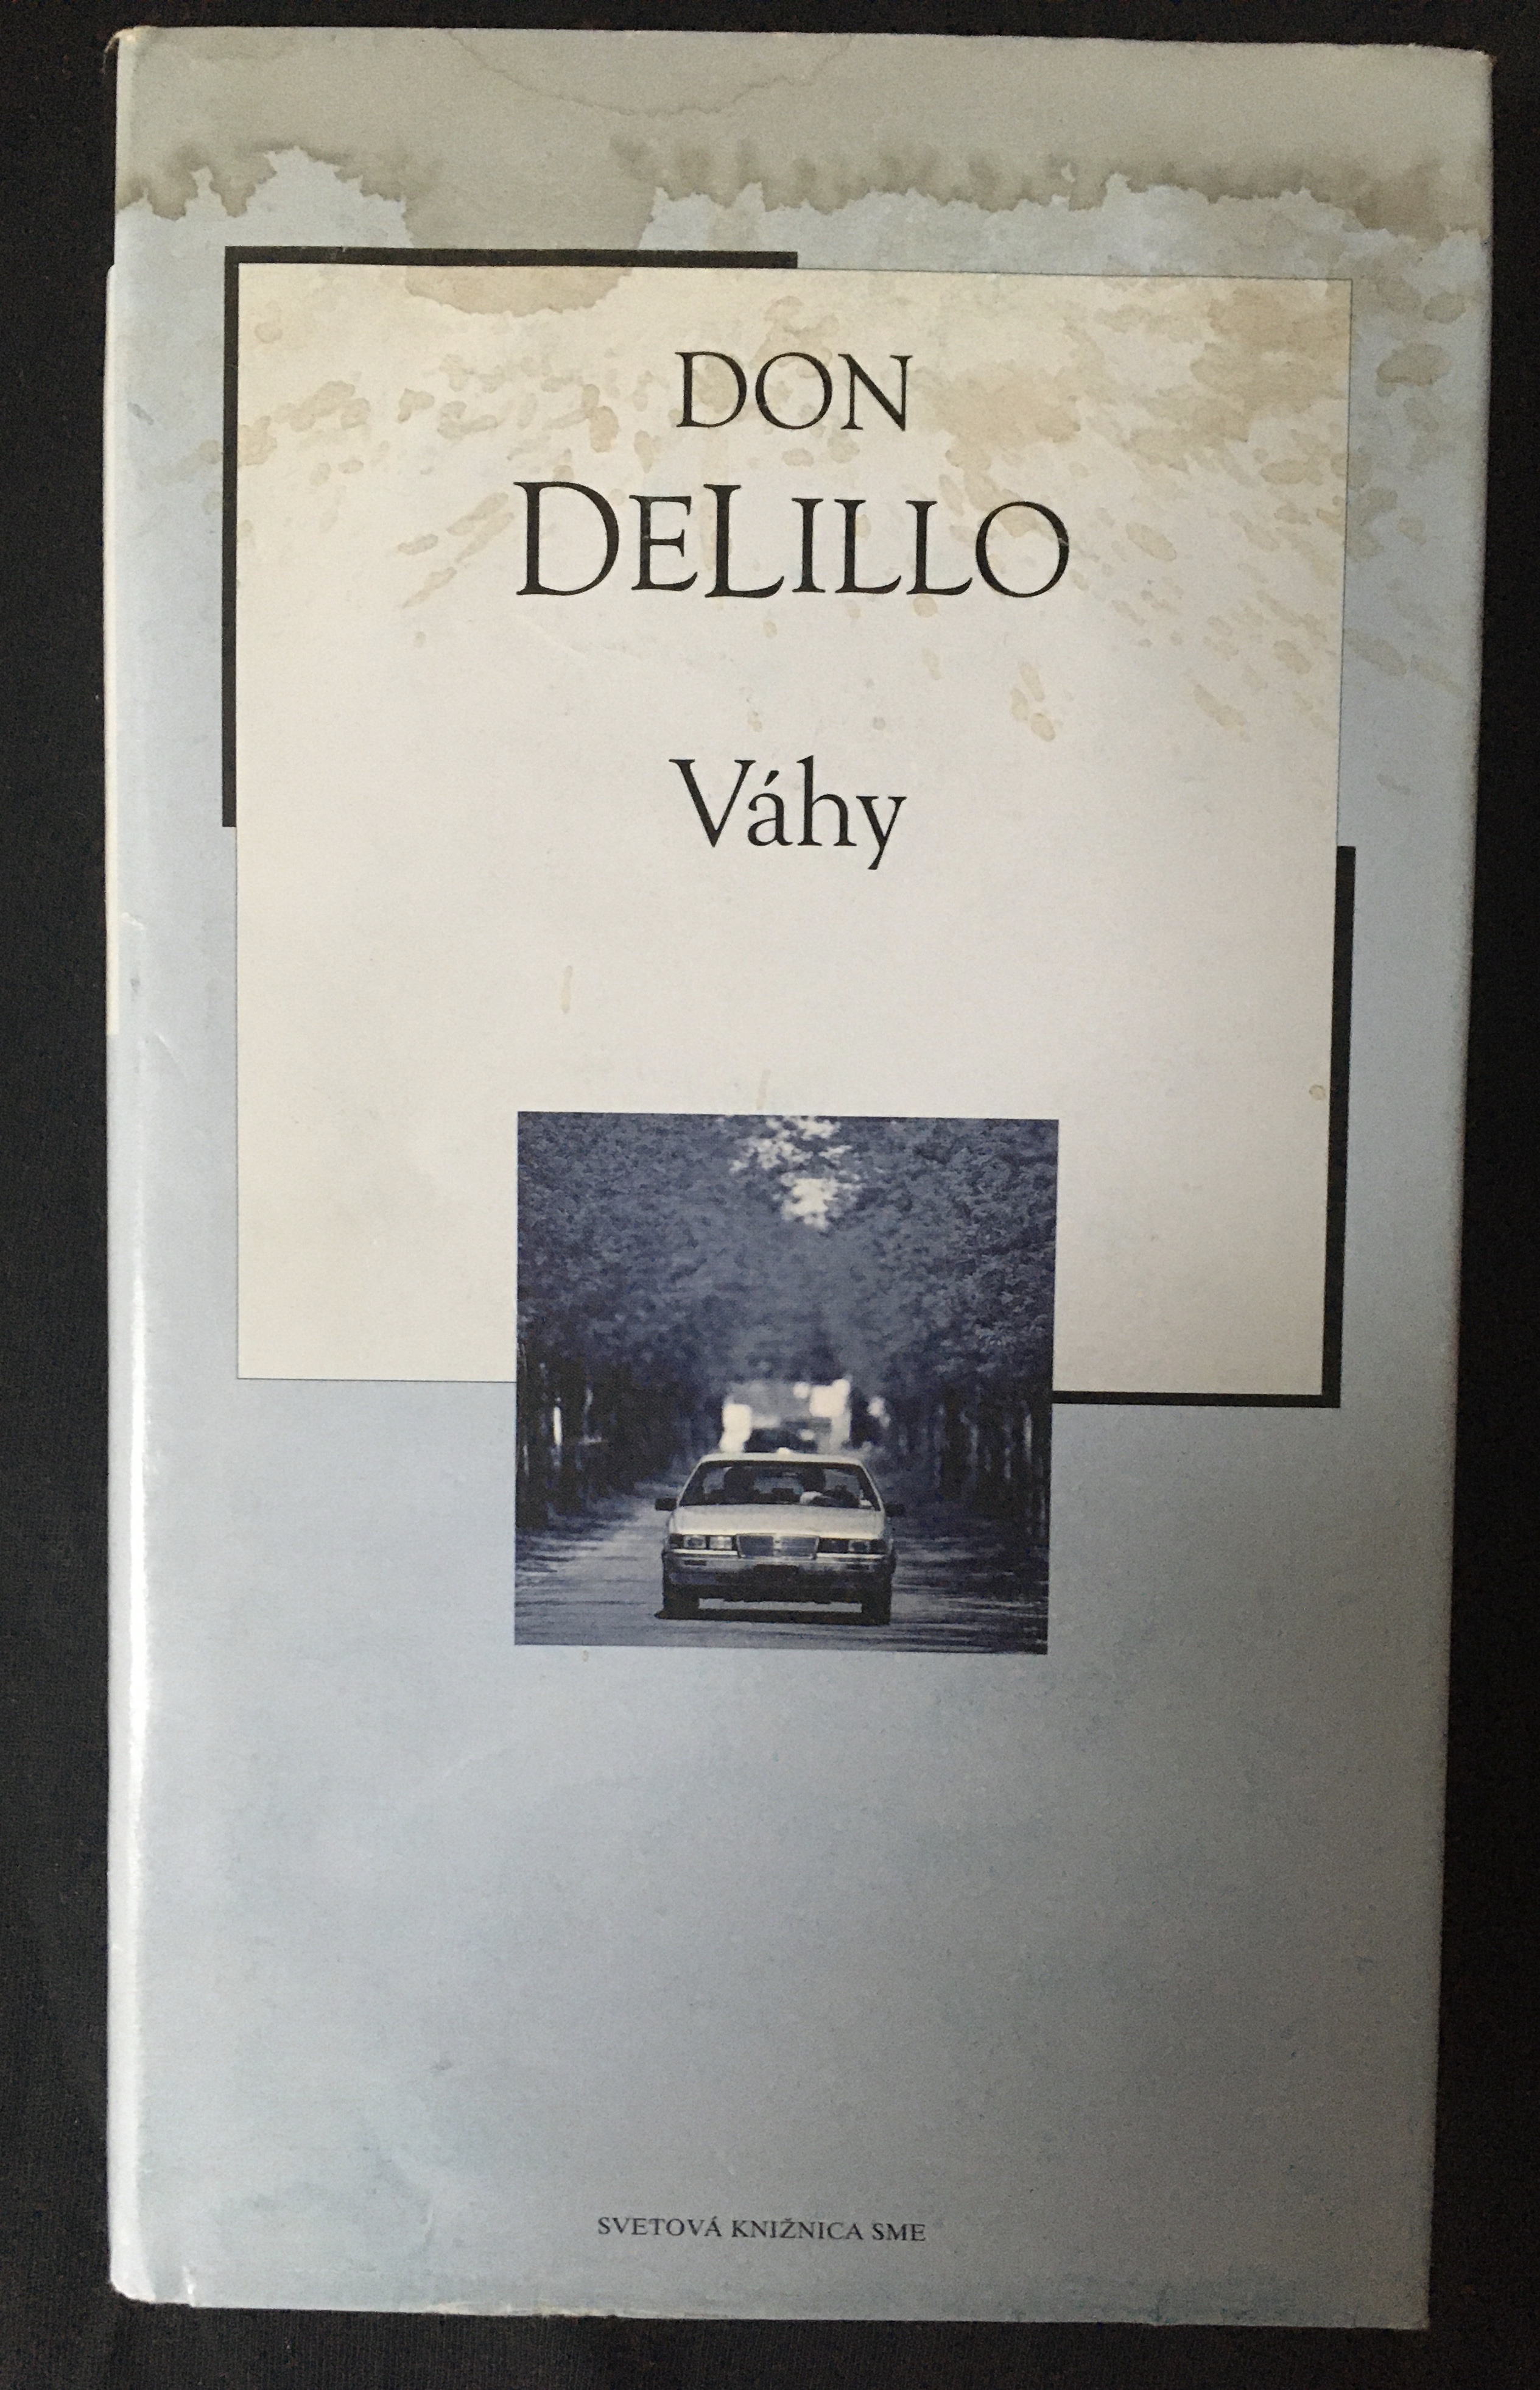 DON
DELILLO
Váhy
SVETOVÁ KNIŽNICA SME